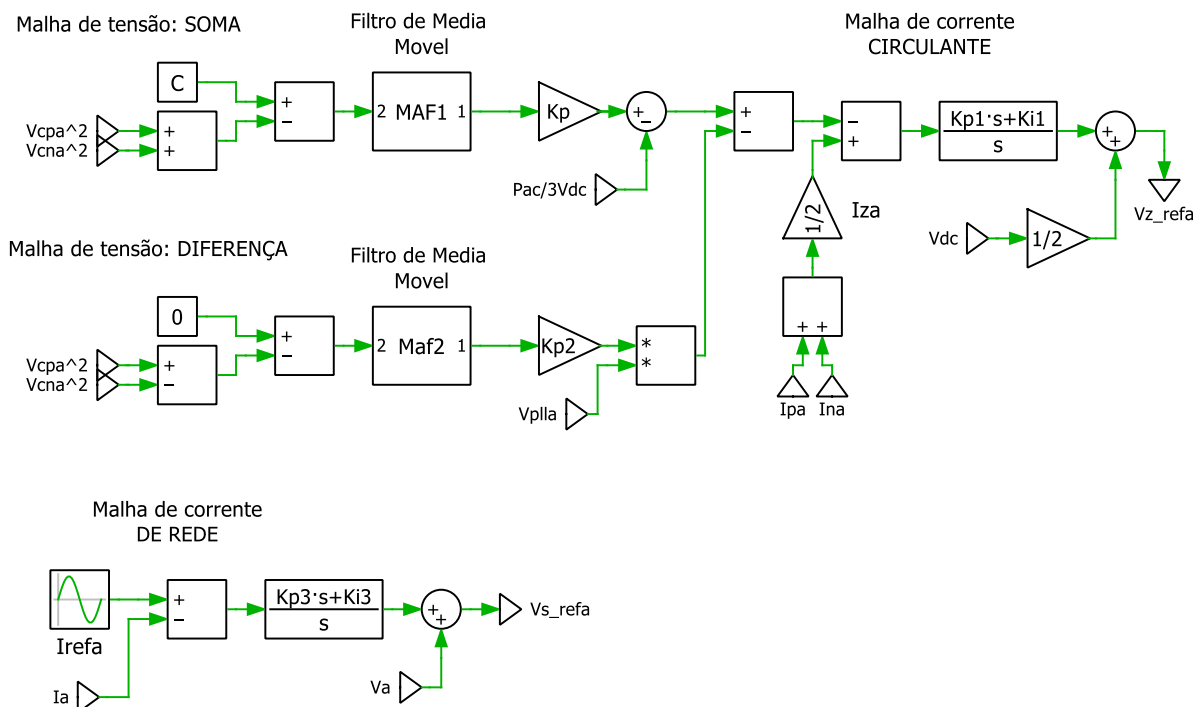 Malha de tensão: SOMA
Filtro de Media
Movel
Malha de corrente
CIRCULANTE
C
+
−
2 MAF1 1
Kp
+
−
+
−
−
+
Kp1·s+Ki1
s
+
+
Vcpa^2
Vcna^2
+
+
Pac/3Vdc
1/2
Iza
Vz_refa
Vdc
1/2
Malha de tensão: DIFERENÇA
Filtro de Media
Movel
0
+
−
2 Maf2 1
Kp2
*
*
+ +
Vcpa^2
Vcna^2
+
−
Vplla
Ipa
Ina
Malha de corrente
DE REDE
+
−
Kp3·s+Ki3
s
+
+
Vs_refa
Irefa
Ia
Va